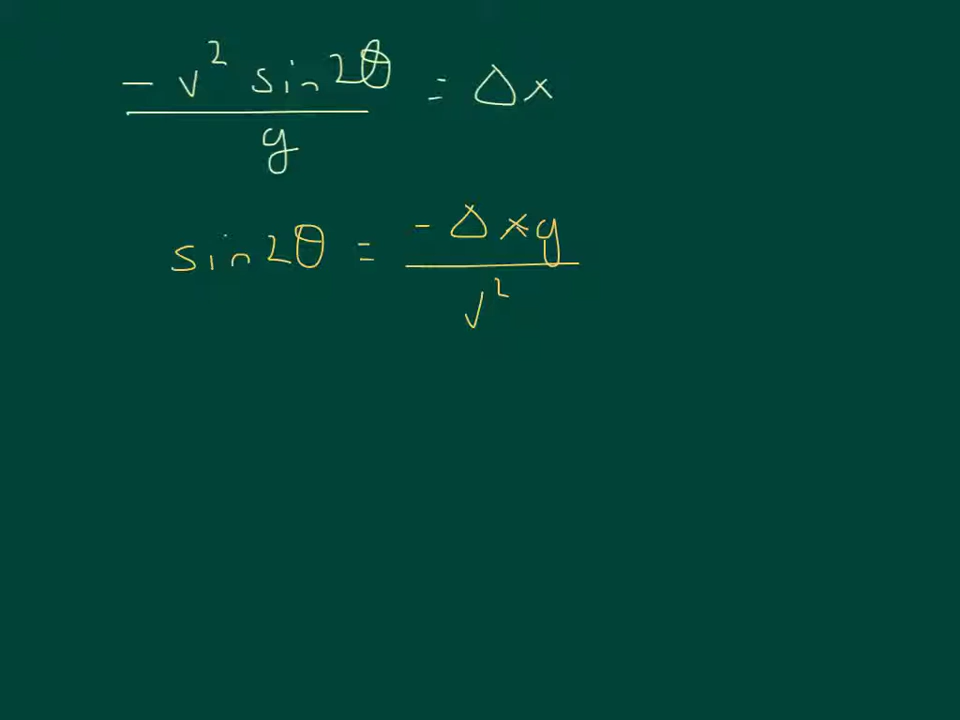 -v² sin2θ / g = Δx
sin2θ = -Δxg / v²